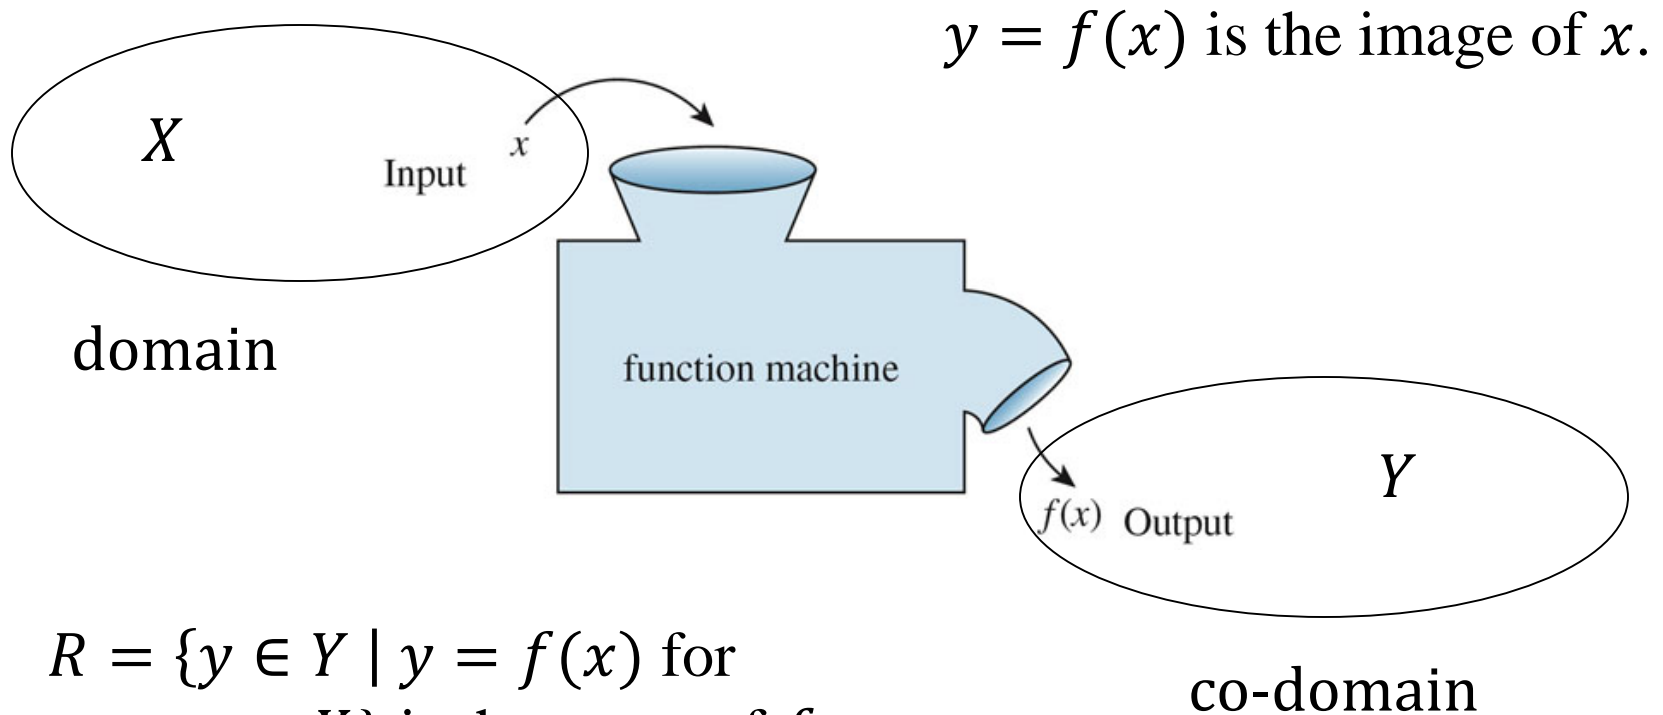 y = f(x) is the image of x.
X
Input x
domain
function machine
Y
f(x) Output
R = {y ∈ Y | y = f(x) for
co-domain